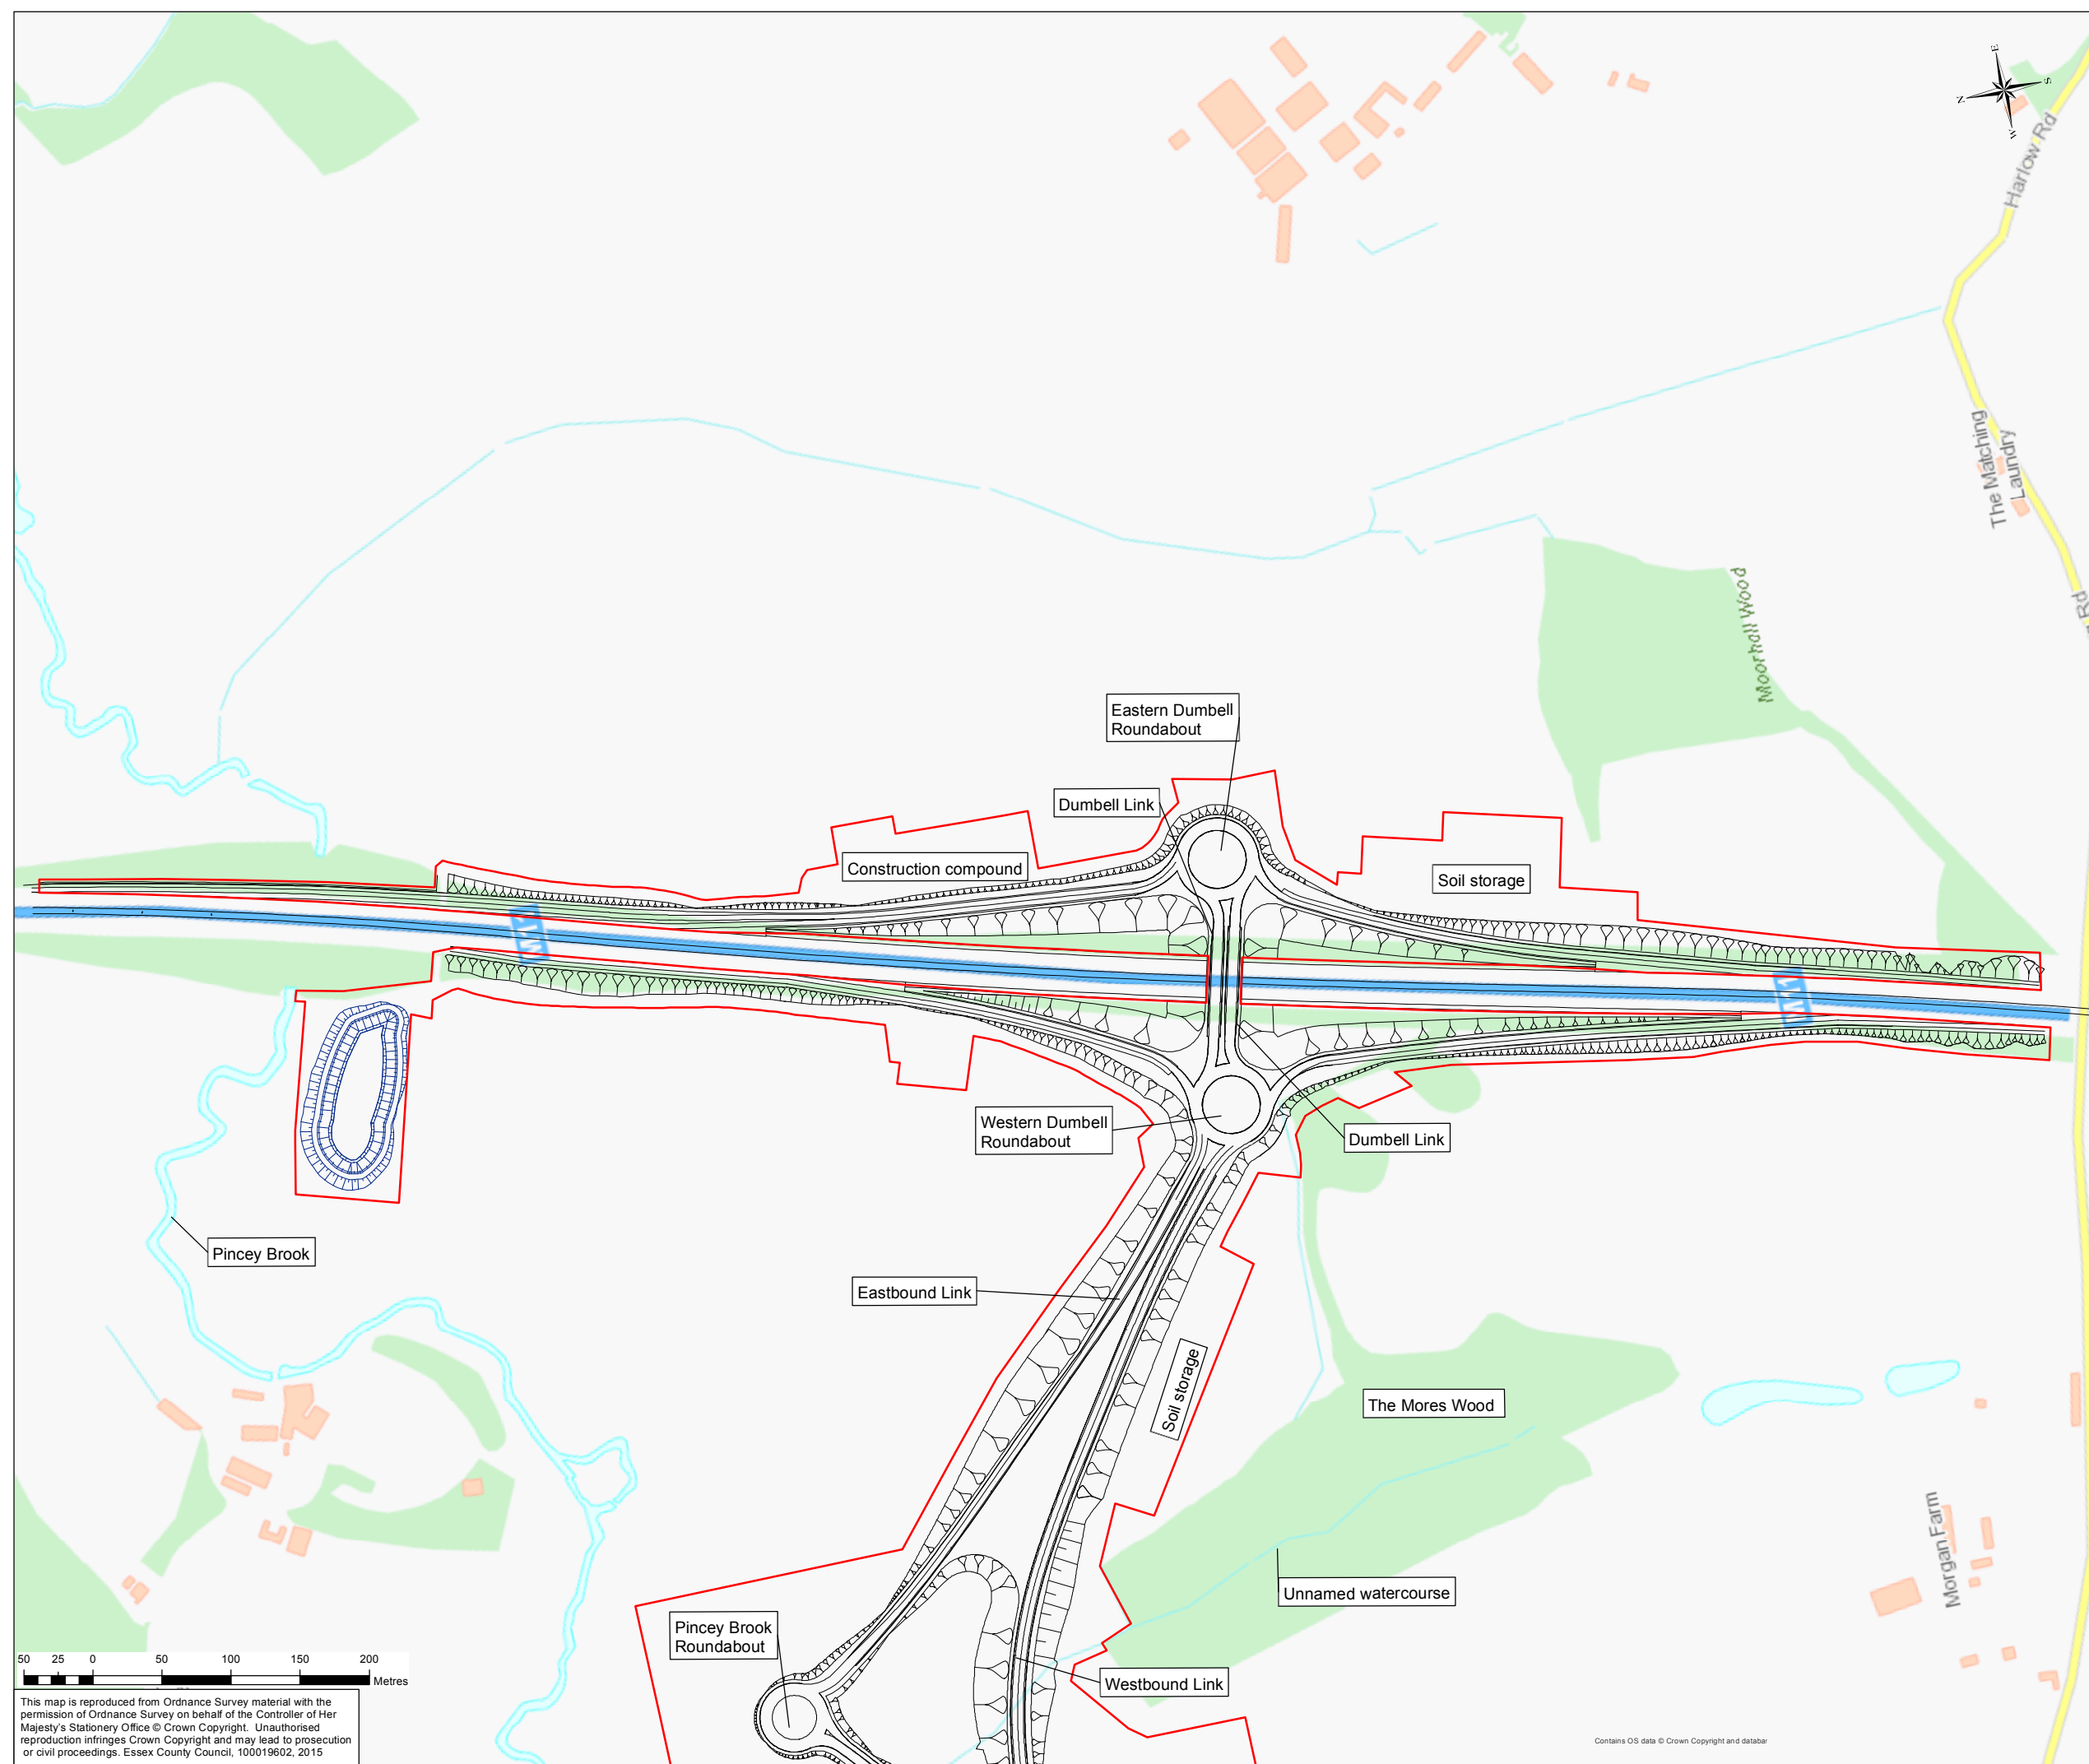 E
S
N
W
Harlow Rd
The Matching
Laundry
Rd
Moorhall Wood
Eastern Dumbell
Roundabout
Dumbell Link
Construction compound
Soil storage
M11
M11
Western Dumbell
Roundabout
Dumbell Link
Pincey Brook
Eastbound Link
Soil storage
The Mores Wood
Morgan Farm
Unnamed watercourse
Pincey Brook
Roundabout
Westbound Link
50 25 0 50 100 150 200
Metres
This map is reproduced from Ordnance Survey material with the
permission of Ordnance Survey on behalf of the Controller of Her
Majesty's Stationery Office © Crown Copyright. Unauthorised
reproduction infringes Crown Copyright and may lead to prosecution
or civil proceedings. Essex County Council, 100019602, 2015
Contains OS data © Crown Copyright and databa